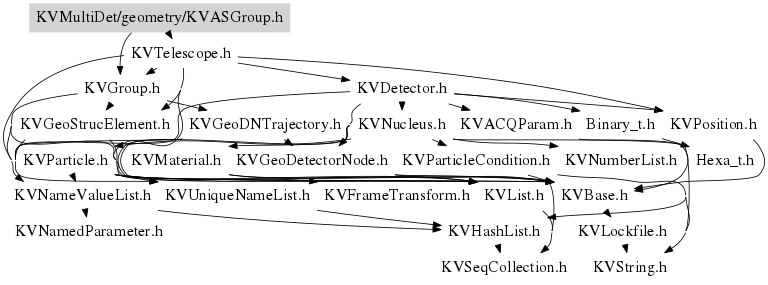 KVMultiDet/geometry/KVASGroup.h
KVTelescope.h
KVGroup.h KVDetector.h
KVGeoStrucElement.h KVGeoDNTrajectory.h KVNucleus.h KVACQParam.h Binary_t.h KVPosition.h
KVParticle.h KVMaterial.h KVGeoDetectorNode.h KVParticleCondition.h KVNumberList.h Hexa_t.h
KVNameValueList.h KVUniqueNameList.h KVFrameTransform.h KVList.h KVBase.h
KVNamedParameter.h KVHashList.h KVLockfile.h
KVSeqCollection.h KVString.h